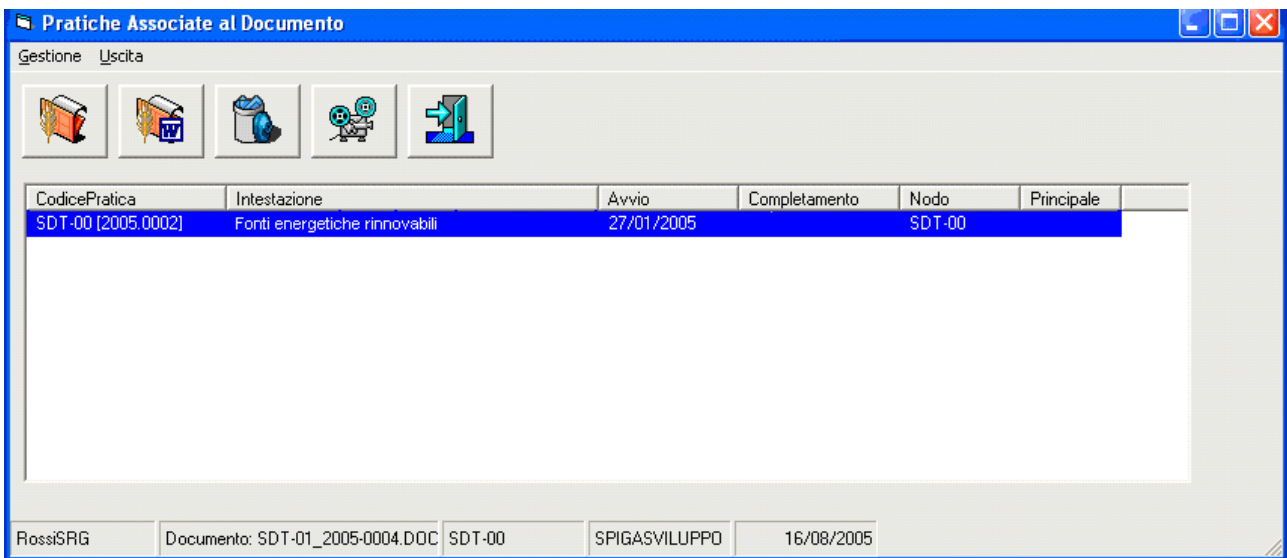 Pratiche Associate al Documento
Gestione Uscita
W
CodicePratica Intestazione Avvio Completamento Nodo Principale
SDT-00 [2005.0002] Fonti energetiche rinnovabili 27/01/2005 SDT-00
RossiSRG Documento: SDT-01_2005-0004.DOC SDT-00 SPIGASVILUPPO 16/08/2005